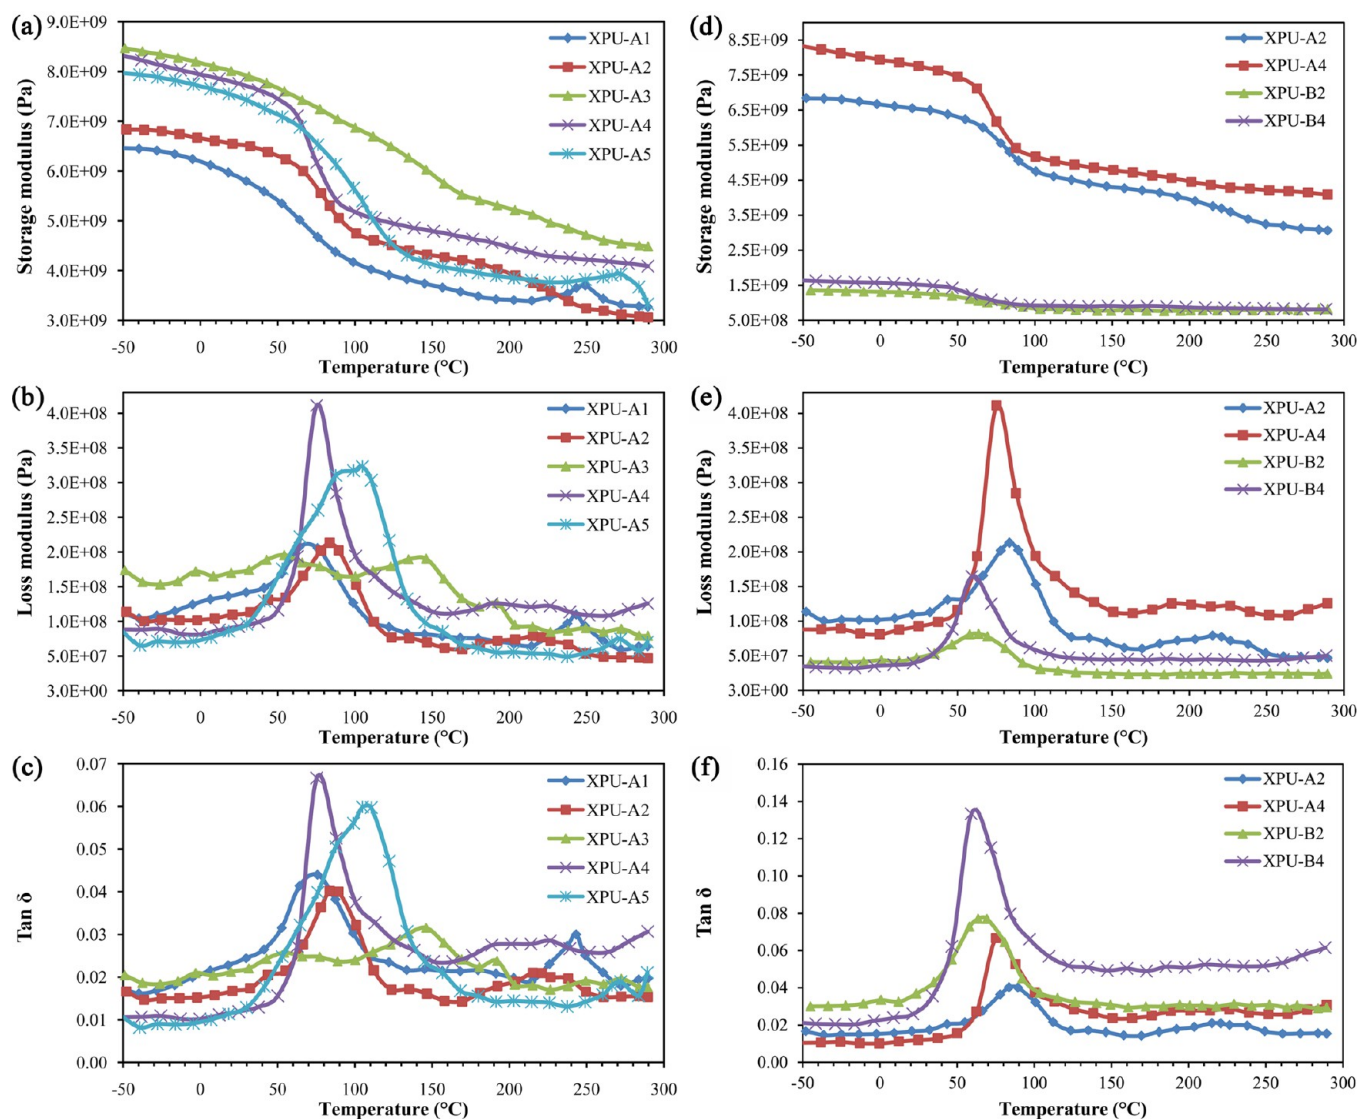 (a)
9.0E+09
8.0E+09
7.0E+09
6.0E+09
5.0E+09
4.0E+09
3.0E+09
Storage modulus (Pa)
XPU-A1
XPU-A2
XPU-A3
XPU-A4
XPU-A5
-50 0 50 100 150 200 250 300
Temperature (°C)
(d)
8.5E+09
7.5E+09
6.5E+09
5.5E+09
4.5E+09
3.5E+09
2.5E+09
1.5E+09
5.0E+08
Storage modulus (Pa)
XPU-A2
XPU-A4
XPU-B2
XPU-B4
-50 0 50 100 150 200 250 300
Temperature (°C)
(b)
4.0E+08
3.5E+08
3.0E+08
2.5E+08
2.0E+08
1.5E+08
1.0E+08
5.0E+07
3.0E+00
Loss modulus (Pa)
XPU-A1
XPU-A2
XPU-A3
XPU-A4
XPU-A5
-50 0 50 100 150 200 250 300
Temperature (°C)
(e)
4.0E+08
3.5E+08
3.0E+08
2.5E+08
2.0E+08
1.5E+08
1.0E+08
5.0E+07
3.0E+00
Loss modulus (Pa)
XPU-A2
XPU-A4
XPU-B2
XPU-B4
-50 0 50 100 150 200 250 300
Temperature (°C)
(c)
0.07
0.06
0.05
0.04
0.03
0.02
0.01
0.00
Tan δ
XPU-A1
XPU-A2
XPU-A3
XPU-A4
XPU-A5
-50 0 50 100 150 200 250 300
Temperature (°C)
(f)
0.16
0.14
0.12
0.10
0.08
0.06
0.04
0.02
0.00
Tan δ
XPU-A2
XPU-A4
XPU-B2
XPU-B4
-50 0 50 100 150 200 250 300
Temperature (°C)